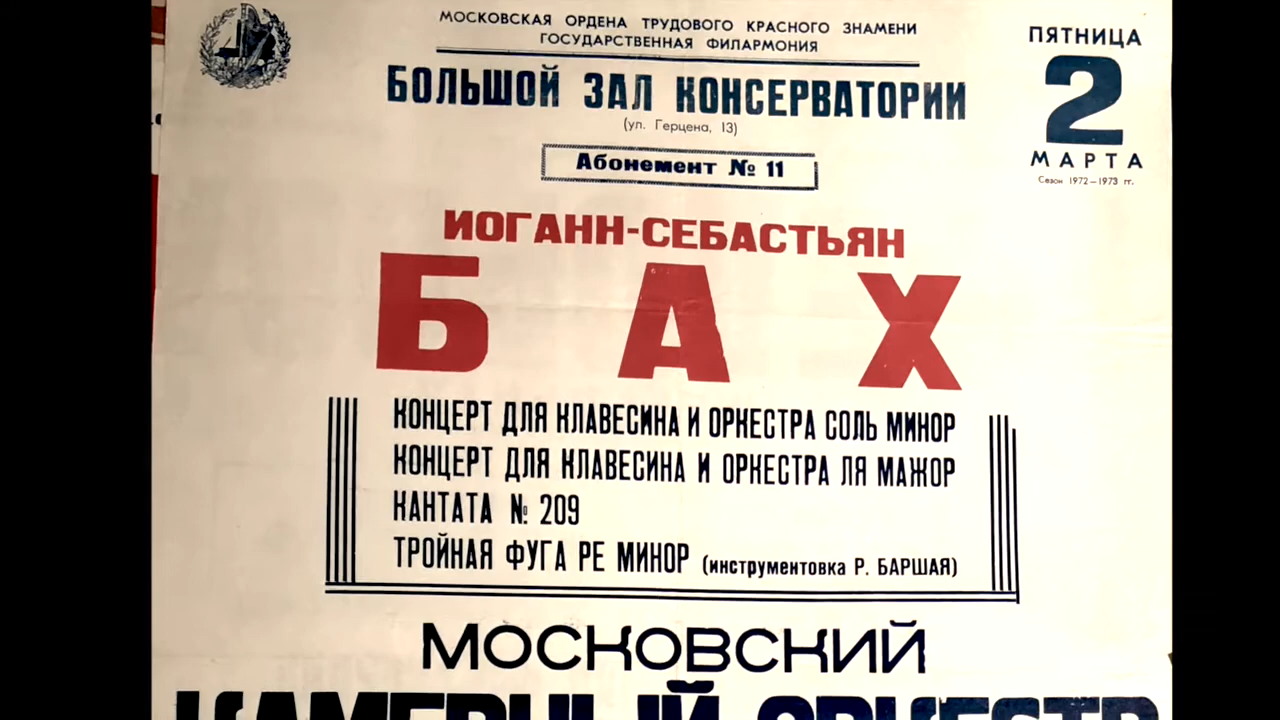 МОСКОВСКАЯ ОРДЕНА ТРУДОВОГО КРАСНОГО ЗНАМЕНИ
ГОСУДАРСТВЕННАЯ ФИЛАРМОНИЯ
БОЛЬШОЙ ЗАЛ КОНСЕРВАТОРИИ
(ул. Герцена, 13)
Абонемент № 11
ПЯТНИЦА
2
МАРТА
Сезон 1972—1973 гг.
ИОГАНН-СЕБАСТЬЯН
БАХ
КОНЦЕРТ ДЛЯ КЛАВЕСИНА И ОРКЕСТРА СОЛЬ МИНОР
КОНЦЕРТ ДЛЯ КЛАВЕСИНА И ОРКЕСТРА ЛЯ МАЖОР
КАНТАТА № 209
ТРОЙНАЯ ФУГА РЕ МИНОР (инструментовка Р. БАРШАЯ)
МОСКОВСКИЙ
КАМЕРНЫЙ ОРКЕСТР